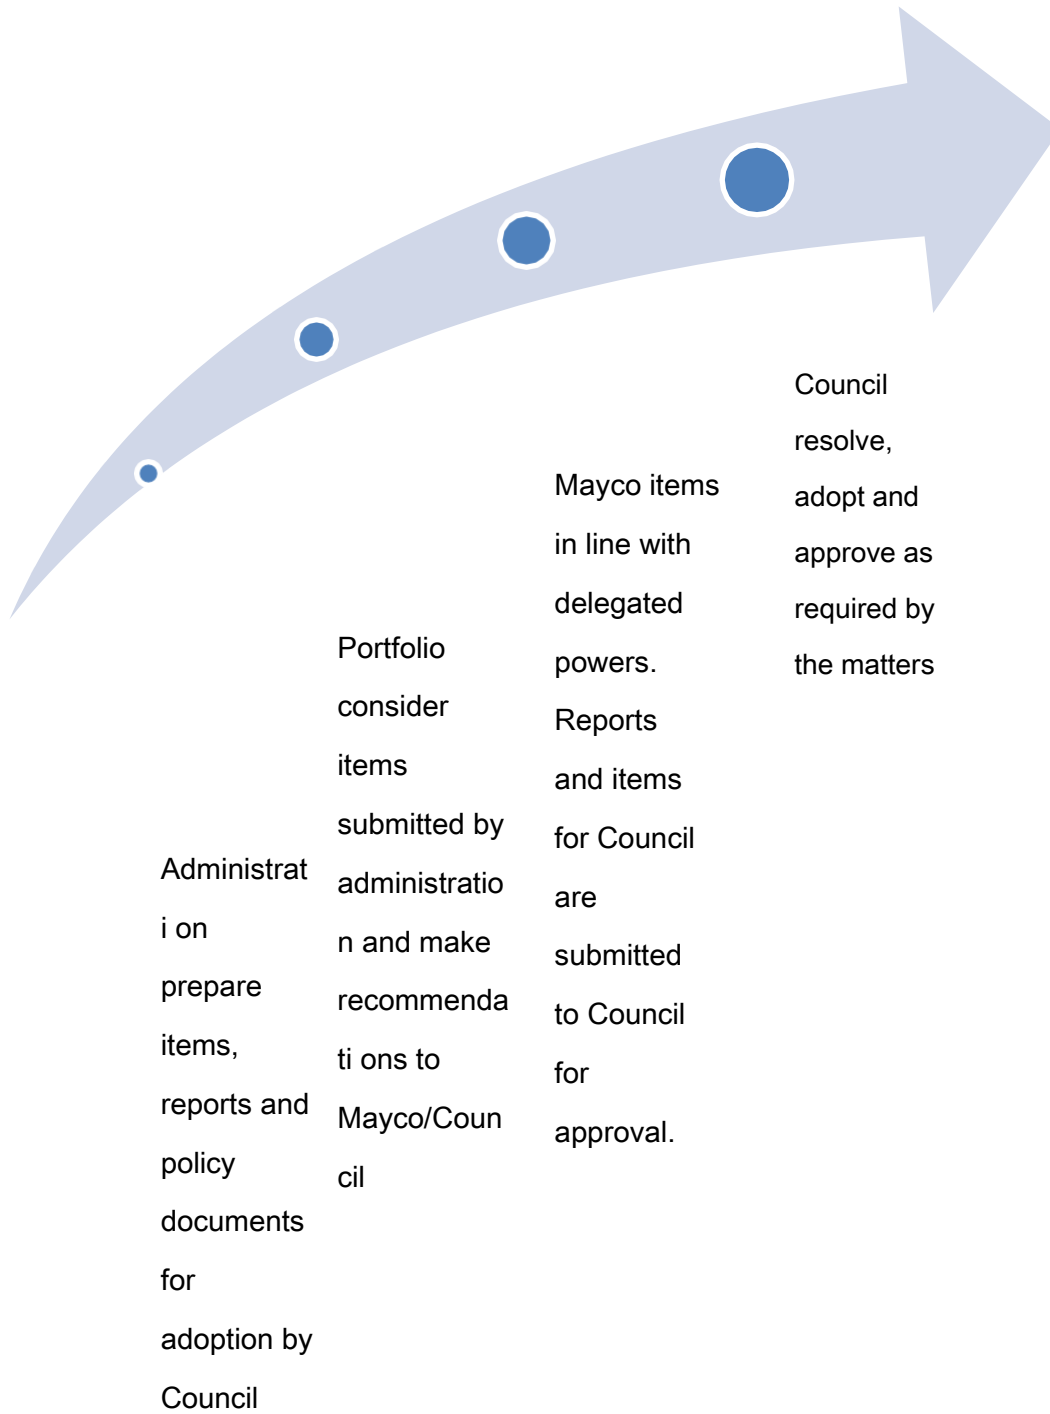 Administrat
i on
prepare
items,
reports and
policy
documents
for
adoption by
Council
Portfolio
consider
items
submitted by
administratio
n and make
recommenda
ti ons to
Mayco/Coun
cil
Mayco items
in line with
delegated
powers.
Reports
and items
for Council
are
submitted
to Council
for
approval.
Council
resolve,
adopt and
approve as
required by
the matters